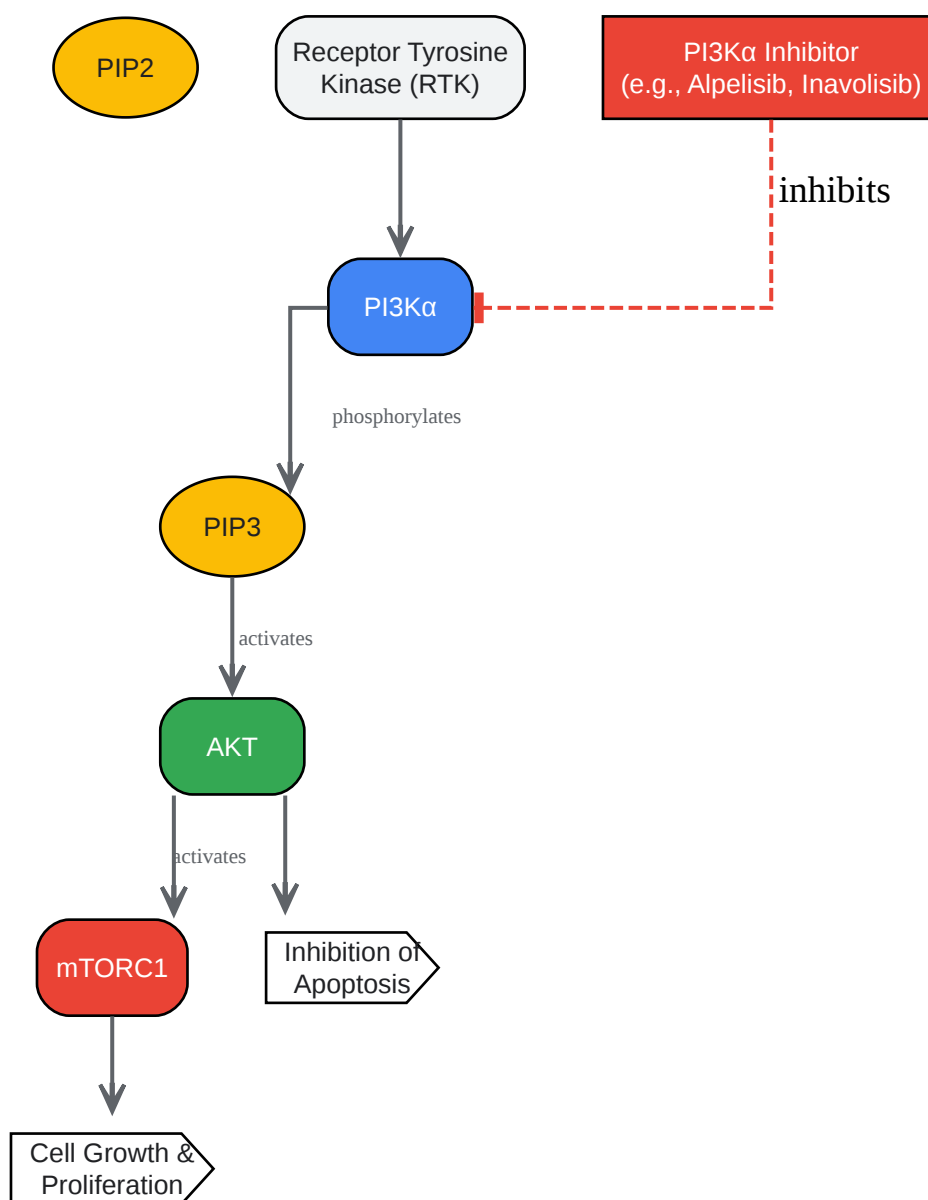 PIP2
Receptor Tyrosine
Kinase (RTK)
PI3Kα Inhibitor
(e.g., Alpelisib, Inavolisib)
inhibits
PI3Kα
phosphorylates
PIP3
activates
AKT
activates
mTORC1
Inhibition of
Apoptosis
Cell Growth &
Proliferation